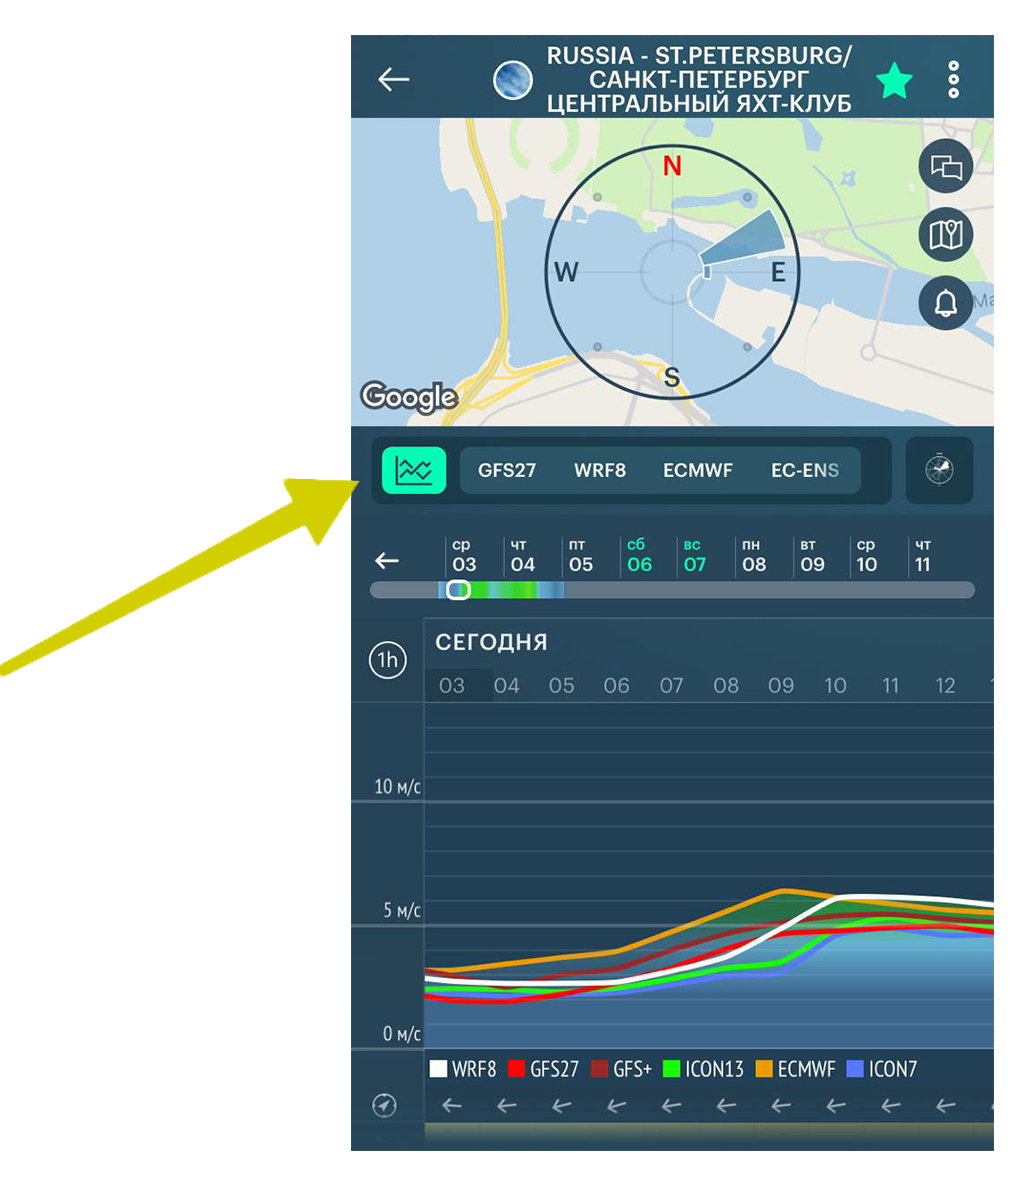 RUSSIA - ST.PETERSBURG/
САНКТ-ПЕТЕРБУРГ
ЦЕНТРАЛЬНЫЙ ЯХТ-КЛУБ
N
W
E
S
Google
GFS27 WRF8 ECMWF EC-ENS
ср чт пт сб вс пн вт ср чт
03 04 05 06 07 08 09 10 11
СЕГОДНЯ
1h
03 04 05 06 07 08 09 10 11 12
10 м/с
5 м/с
0 м/с
WRF8 GFS27 GFS+ ICON13 ECMWF ICON7